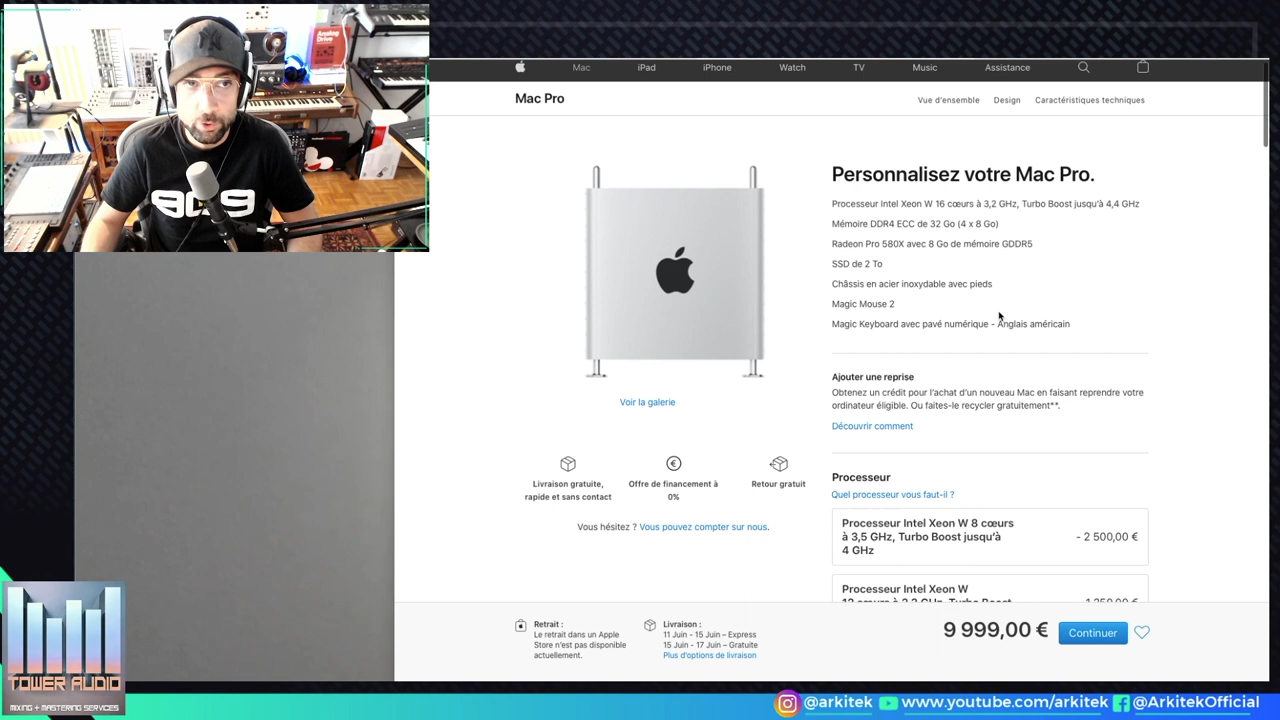 Analog
Drive
909
Mac
iPad
iPhone
Watch
TV
Music
Assistance
Mac Pro
Vue d'ensemble
Design
Caractéristiques techniques
Personnalisez votre Mac Pro.
Processeur Intel Xeon W 16 cœurs à 3,2 GHz, Turbo Boost jusqu'à 4,4 GHz
Mémoire DDR4 ECC de 32 Go (4 x 8 Go)
Radeon Pro 580X avec 8 Go de mémoire GDDR5
SSD de 2 To
Châssis en acier inoxydable avec pieds
Magic Mouse 2
Magic Keyboard avec pavé numérique - Anglais américain
Voir la galerie
Ajouter une reprise
Obtenez un crédit pour l'achat d'un nouveau Mac en faisant reprendre votre
ordinateur éligible. Ou faites-le recycler gratuitement**.
Découvrir comment
Livraison gratuite,
rapide et sans contact
Offre de financement à
0%
Retour gratuit
Vous hésitez ? Vous pouvez compter sur nous.
Processeur
Quel processeur vous faut-il ?
Processeur Intel Xeon W 8 cœurs
à 3,5 GHz, Turbo Boost jusqu'à
4 GHz
- 2 500,00 €
Processeur Intel Xeon W
Retrait :
Le retrait dans un Apple
Store n'est pas disponible
actuellement.
Livraison :
11 Juin - 15 Juin – Express
15 Juin - 17 Juin – Gratuite
Plus d'options de livraison
9 999,00 €
Continuer
TOWER AUDIO
MIXING + MASTERING SERVICES
@arkitek
www.youtube.com/arkitek
@ArkitekOfficial